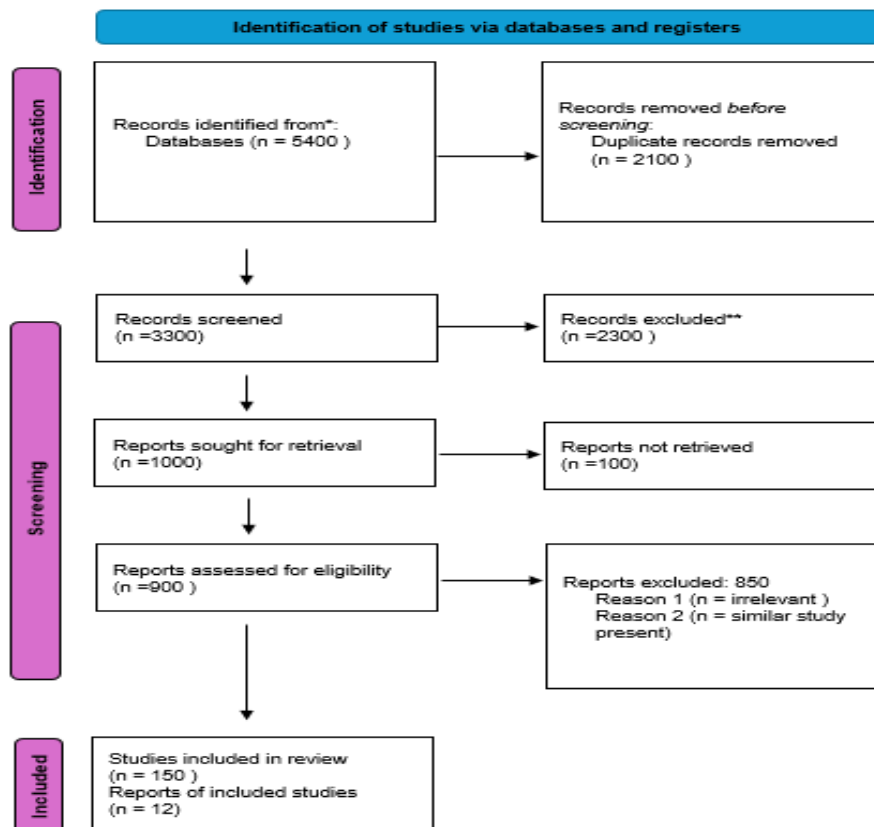 Identification of studies via databases and registers
Identification
Records identified from*:
Databases (n = 5400 )
Records removed before
screening:
Duplicate records removed
(n = 2100 )
Screening
Records screened
(n =3300)
Records excluded**
(n =2300 )
Reports sought for retrieval
(n =1000)
Reports not retrieved
(n =100)
Reports assessed for eligibility
(n =900 )
Reports excluded: 850
Reason 1 (n = irrelevant )
Reason 2 (n = similar study
present)
Included
Studies included in review
(n = 150 )
Reports of included studies
(n = 12)